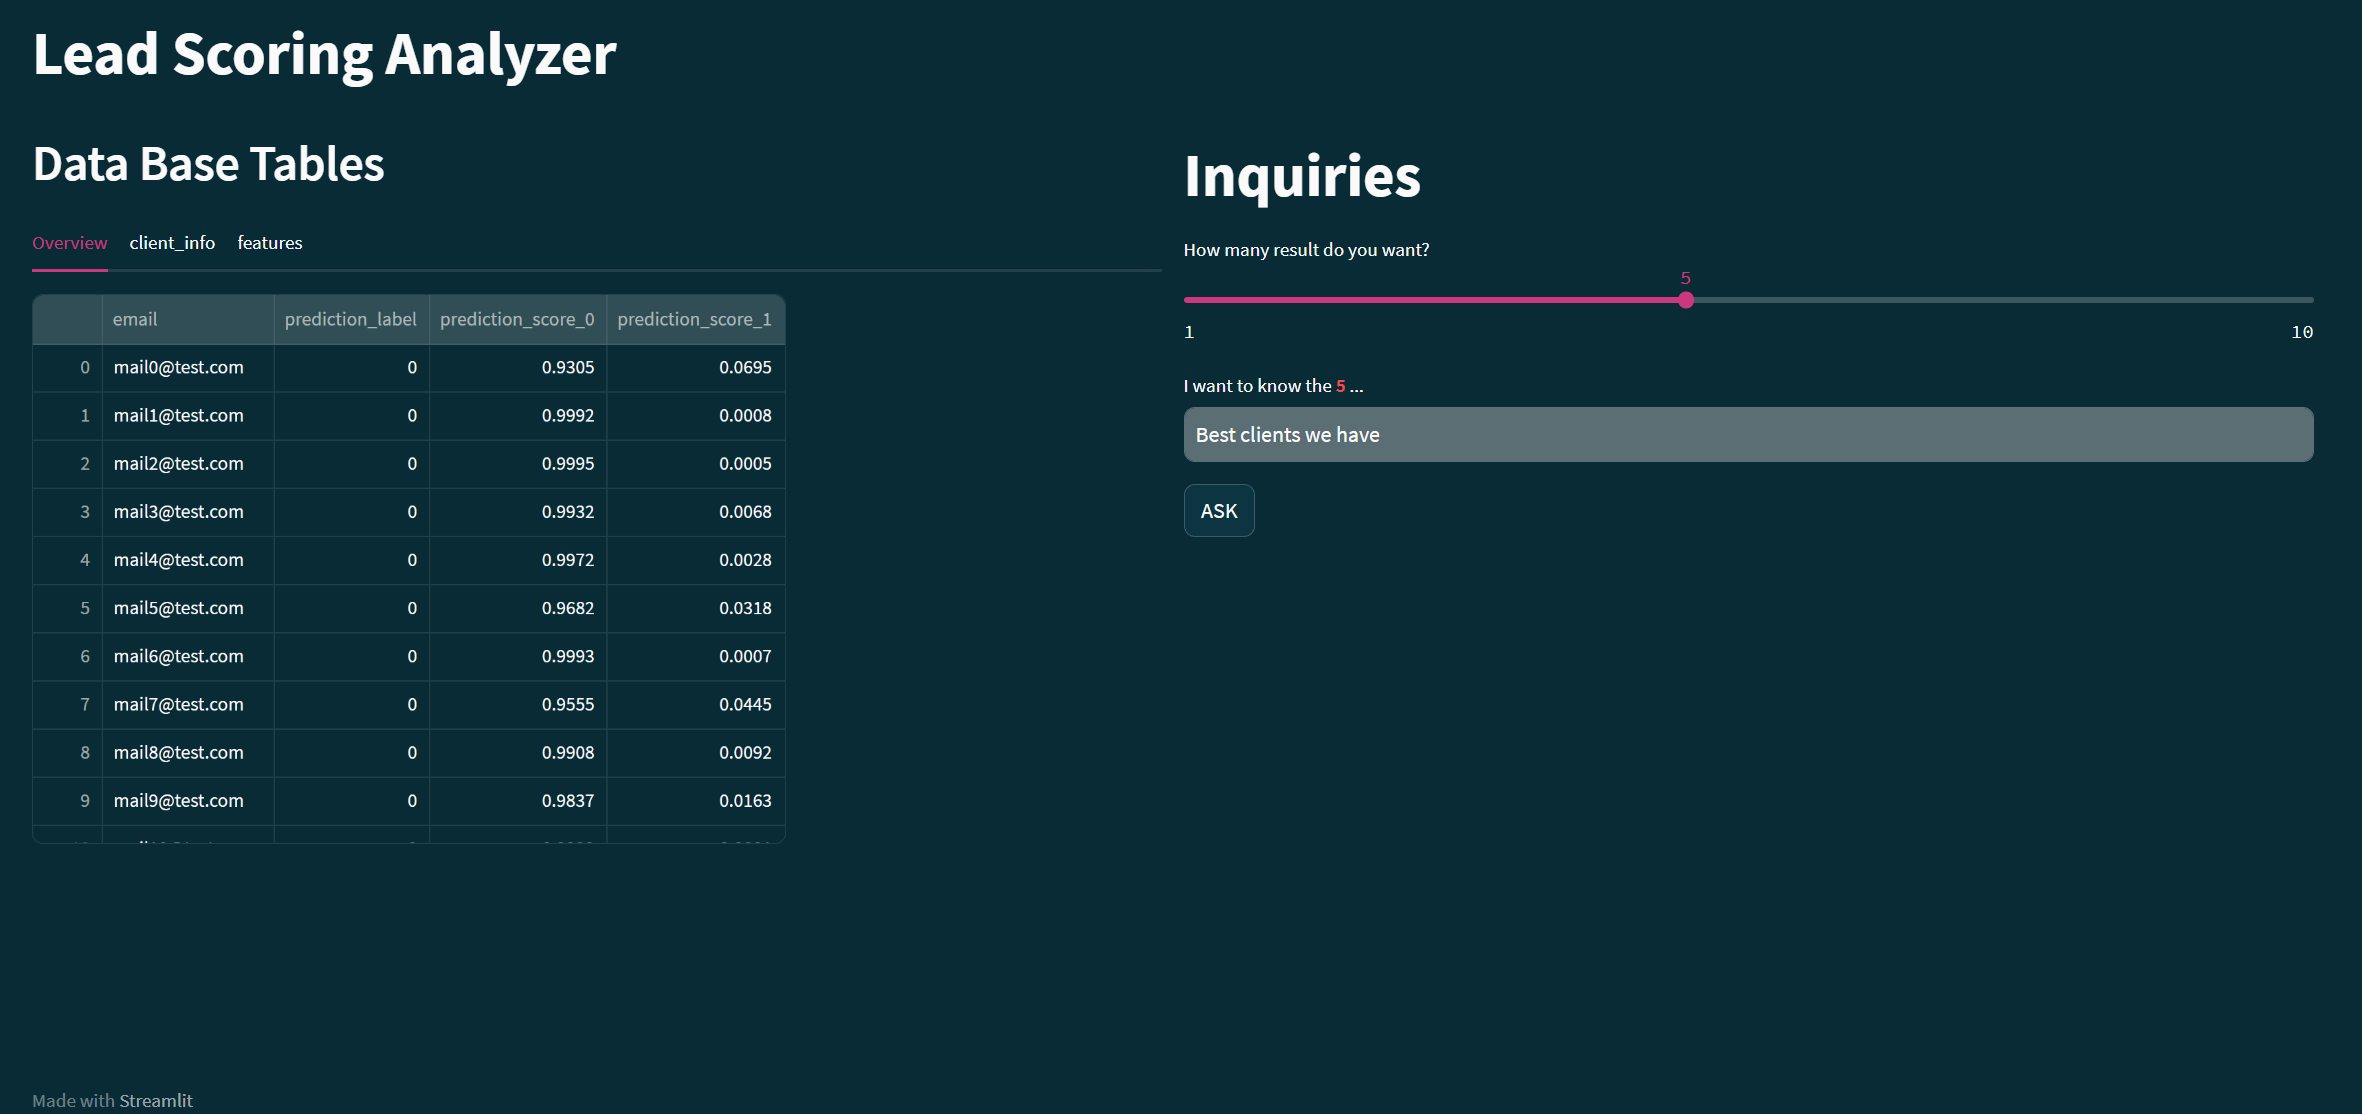 Lead Scoring Analyzer
Data Base Tables
Overview client_info features
email prediction_label prediction_score_0 prediction_score_1
0 mail0@test.com 0 0.9305 0.0695
1 mail1@test.com 0 0.9992 0.0008
2 mail2@test.com 0 0.9995 0.0005
3 mail3@test.com 0 0.9932 0.0068
4 mail4@test.com 0 0.9972 0.0028
5 mail5@test.com 0 0.9682 0.0318
6 mail6@test.com 0 0.9993 0.0007
7 mail7@test.com 0 0.9555 0.0445
8 mail8@test.com 0 0.9908 0.0092
9 mail9@test.com 0 0.9837 0.0163
Inquiries
How many result do you want?
5
1 10
I want to know the 5 ...
Best clients we have
ASK
Made with Streamlit